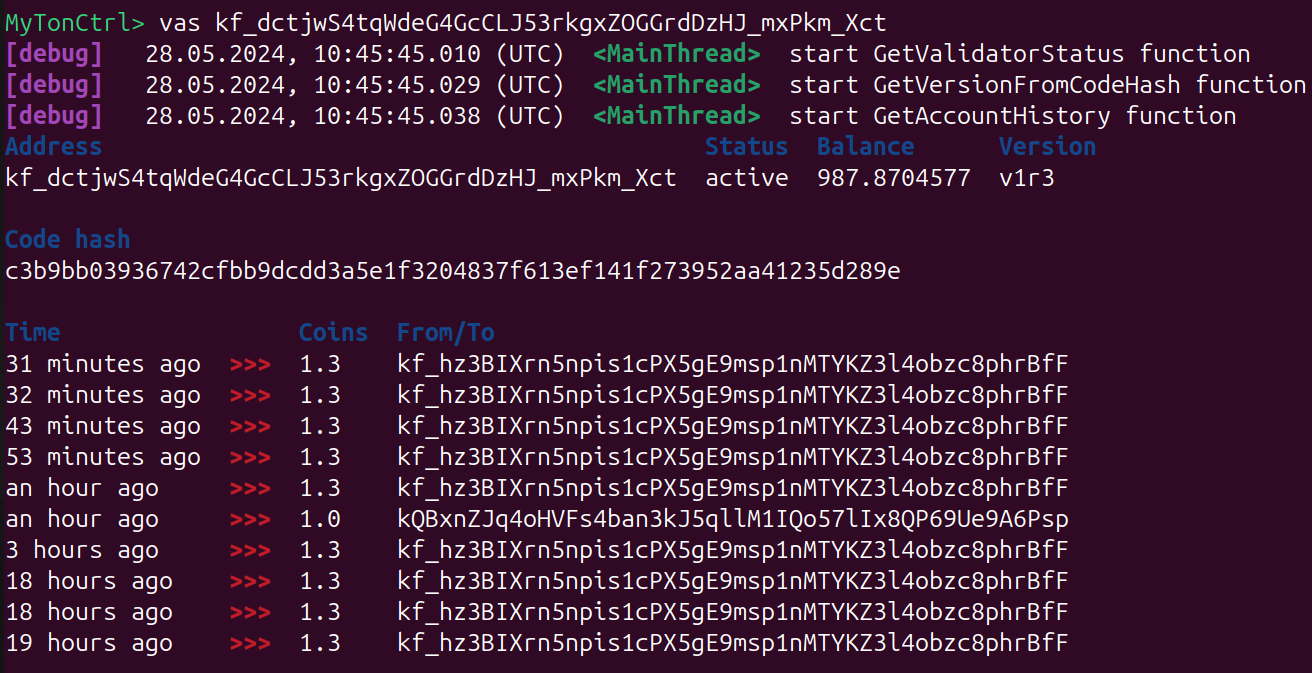 MyTonCtrl> vas kf_dctjwS4tqWdeG4GcCLJ53rkgxZOGGrdDzHJ_mxPkm_Xct
[debug] 28.05.2024, 10:45:45.010 (UTC) <MainThread> start GetValidatorStatus function
[debug] 28.05.2024, 10:45:45.029 (UTC) <MainThread> start GetVersionFromCodeHash function
[debug] 28.05.2024, 10:45:45.038 (UTC) <MainThread> start GetAccountHistory function
Address Status Balance Version
kf_dctjwS4tqWdeG4GcCLJ53rkgxZOGGrdDzHJ_mxPkm_Xct active 987.8704577 v1r3
Code hash
c3b9bb03936742cfbb9dcdd3a5e1f3204837f613ef141f273952aa41235d289e
Time Coins From/To
31 minutes ago >>> 1.3 kf_hz3BIXrn5npis1cPX5gE9msp1nMTYKZ3l4obzc8phrBfF
32 minutes ago >>> 1.3 kf_hz3BIXrn5npis1cPX5gE9msp1nMTYKZ3l4obzc8phrBfF
43 minutes ago >>> 1.3 kf_hz3BIXrn5npis1cPX5gE9msp1nMTYKZ3l4obzc8phrBfF
53 minutes ago >>> 1.3 kf_hz3BIXrn5npis1cPX5gE9msp1nMTYKZ3l4obzc8phrBfF
an hour ago >>> 1.3 kf_hz3BIXrn5npis1cPX5gE9msp1nMTYKZ3l4obzc8phrBfF
an hour ago >>> 1.0 kQBxnZJq4oHVFs4ban3kJ5qllM1IQo57lIx8QP69Ue9A6Psp
3 hours ago >>> 1.3 kf_hz3BIXrn5npis1cPX5gE9msp1nMTYKZ3l4obzc8phrBfF
18 hours ago >>> 1.3 kf_hz3BIXrn5npis1cPX5gE9msp1nMTYKZ3l4obzc8phrBfF
18 hours ago >>> 1.3 kf_hz3BIXrn5npis1cPX5gE9msp1nMTYKZ3l4obzc8phrBfF
19 hours ago >>> 1.3 kf_hz3BIXrn5npis1cPX5gE9msp1nMTYKZ3l4obzc8phrBfF